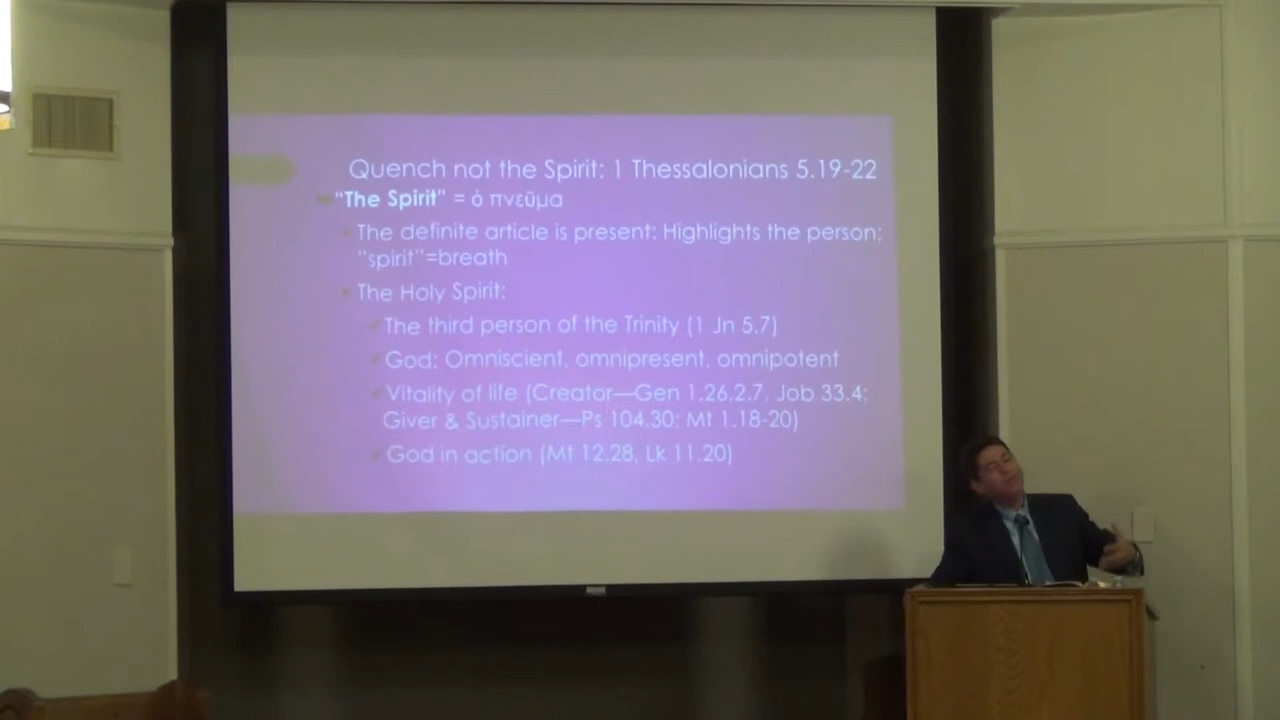 Quench not the Spirit: 1 Thessalonians 5.19-22
"The Spirit" = ὁ πνεῦμα
The definite article is present: Highlights the person;
"spirit"=breath
The Holy Spirit:
The third person of the Trinity (1 Jn 5.7)
God: Omniscient, omnipresent, omnipotent
Vitality of life (Creator—Gen 1.26,2.7, Job 33.4;
Giver & Sustainer—Ps 104.30; Mt 1.18-20)
God in action (Mt 12.28, Lk 11.20)